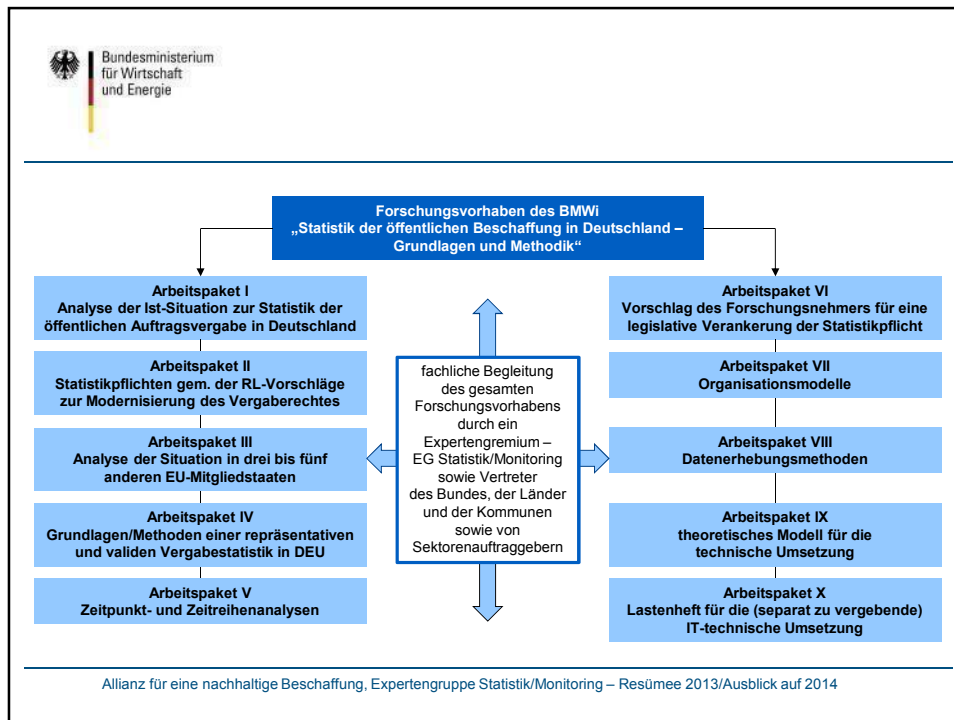 Bundesministerium
für Wirtschaft
und Energie
Forschungsvorhaben des BMWi
„Statistik der öffentlichen Beschaffung in Deutschland –
Grundlagen und Methodik“
Arbeitspaket I
Analyse der Ist-Situation zur Statistik der
öffentlichen Auftragsvergabe in Deutschland
Arbeitspaket II
Statistikpflichten gem. der RL-Vorschläge
zur Modernisierung des Vergaberechtes
Arbeitspaket III
Analyse der Situation in drei bis fünf
anderen EU-Mitgliedstaaten
Arbeitspaket IV
Grundlagen/Methoden einer repräsentativen
und validen Vergabestatistik in DEU
Arbeitspaket V
Zeitpunkt- und Zeitreihenanalysen
fachliche Begleitung
des gesamten
Forschungsvorhabens
durch ein
Expertengremium –
EG Statistik/Monitoring
sowie Vertreter
des Bundes, der Länder
und der Kommunen
sowie von
Sektorenauftraggebern
Arbeitspaket VI
Vorschlag des Forschungsnehmers für eine
legislative Verankerung der Statistikpflicht
Arbeitspaket VII
Organisationsmodelle
Arbeitspaket VIII
Datenerhebungsmethoden
Arbeitspaket IX
theoretisches Modell für die
technische Umsetzung
Arbeitspaket X
Lastenheft für die (separat zu vergebende)
IT-technische Umsetzung
Allianz für eine nachhaltige Beschaffung, Expertengruppe Statistik/Monitoring – Resümee 2013/Ausblick auf 2014